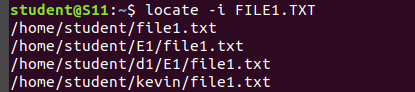 student@S11:~$ locate -i FILE1.TXT
/home/student/file1.txt
/home/student/E1/file1.txt
/home/student/d1/E1/file1.txt
/home/student/kevin/file1.txt